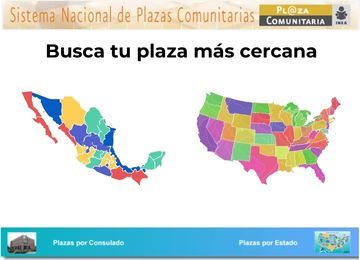 Sistema Nacional de Plazas Comunitarias
PL@ZA
COMUNITARIA
INEA
Busca tu plaza más cercana
Plazas por Consulado
Plazas por Estado